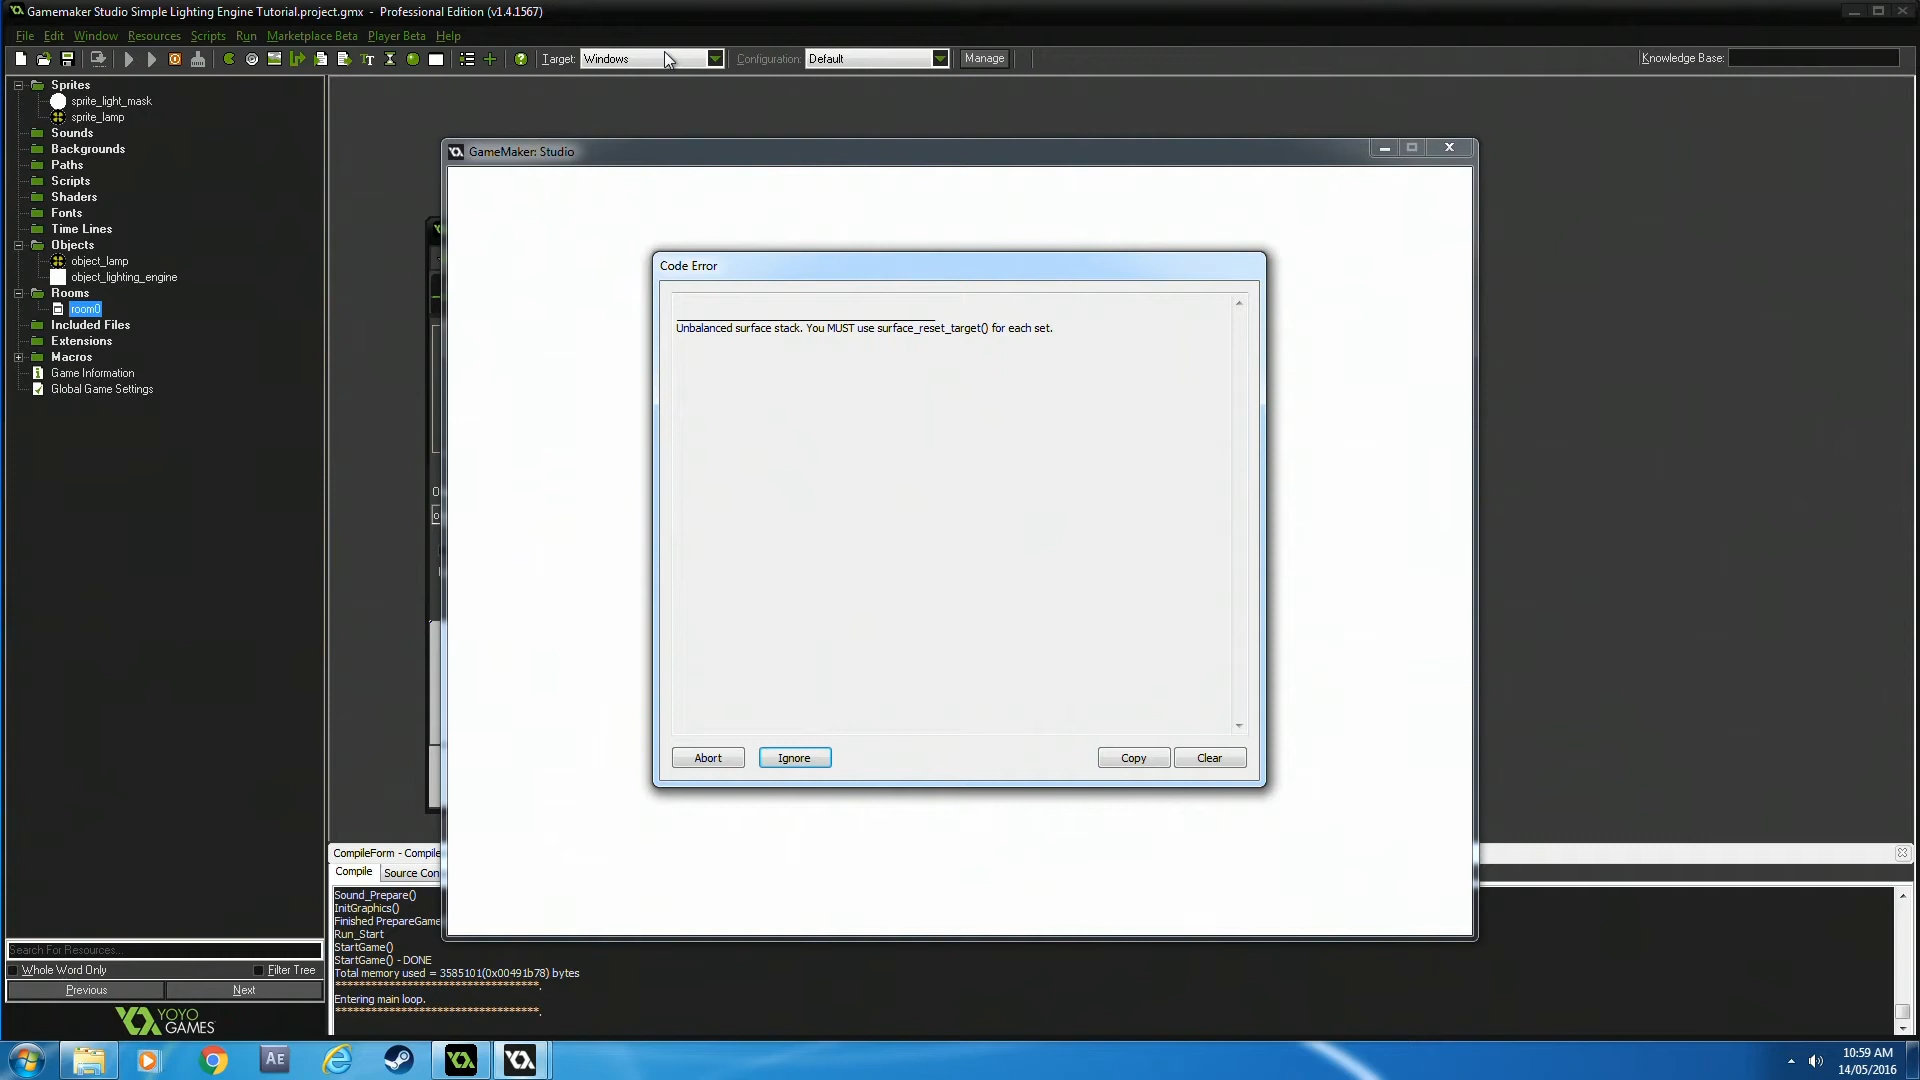 Gamemaker Studio Simple Lighting Engine Tutorial.project.gmx - Professional Edition (v1.4.1567)
File Edit Window Resources Scripts Run Marketplace Beta Player Beta Help
Target: Windows Configuration: Default Manage Knowledge Base:
Sprites
sprite_light_mask
sprite_lamp
Sounds
Backgrounds
Paths
Scripts
Shaders
Fonts
Time Lines
Objects
object_lamp
object_lighting_engine
Rooms
room0
Included Files
Extensions
Macros
Game Information
Global Game Settings
Search For Resources...
Whole Word Only Filter Tree
Previous Next
YOYO
GAMES
GameMaker: Studio
Code Error
Unbalanced surface stack. You MUST use surface_reset_target() for each set.
Abort Ignore Copy Clear
CompileForm - Compile
Compile Source Con
Sound_Prepare()
InitGraphics()
Finished PrepareGame
Run_Start
StartGame()
StartGame() - DONE
Total memory used = 3585101(0x00491b78) bytes
**********************************.
Entering main loop.
**********************************.
AE
10:59 AM
14/05/2016